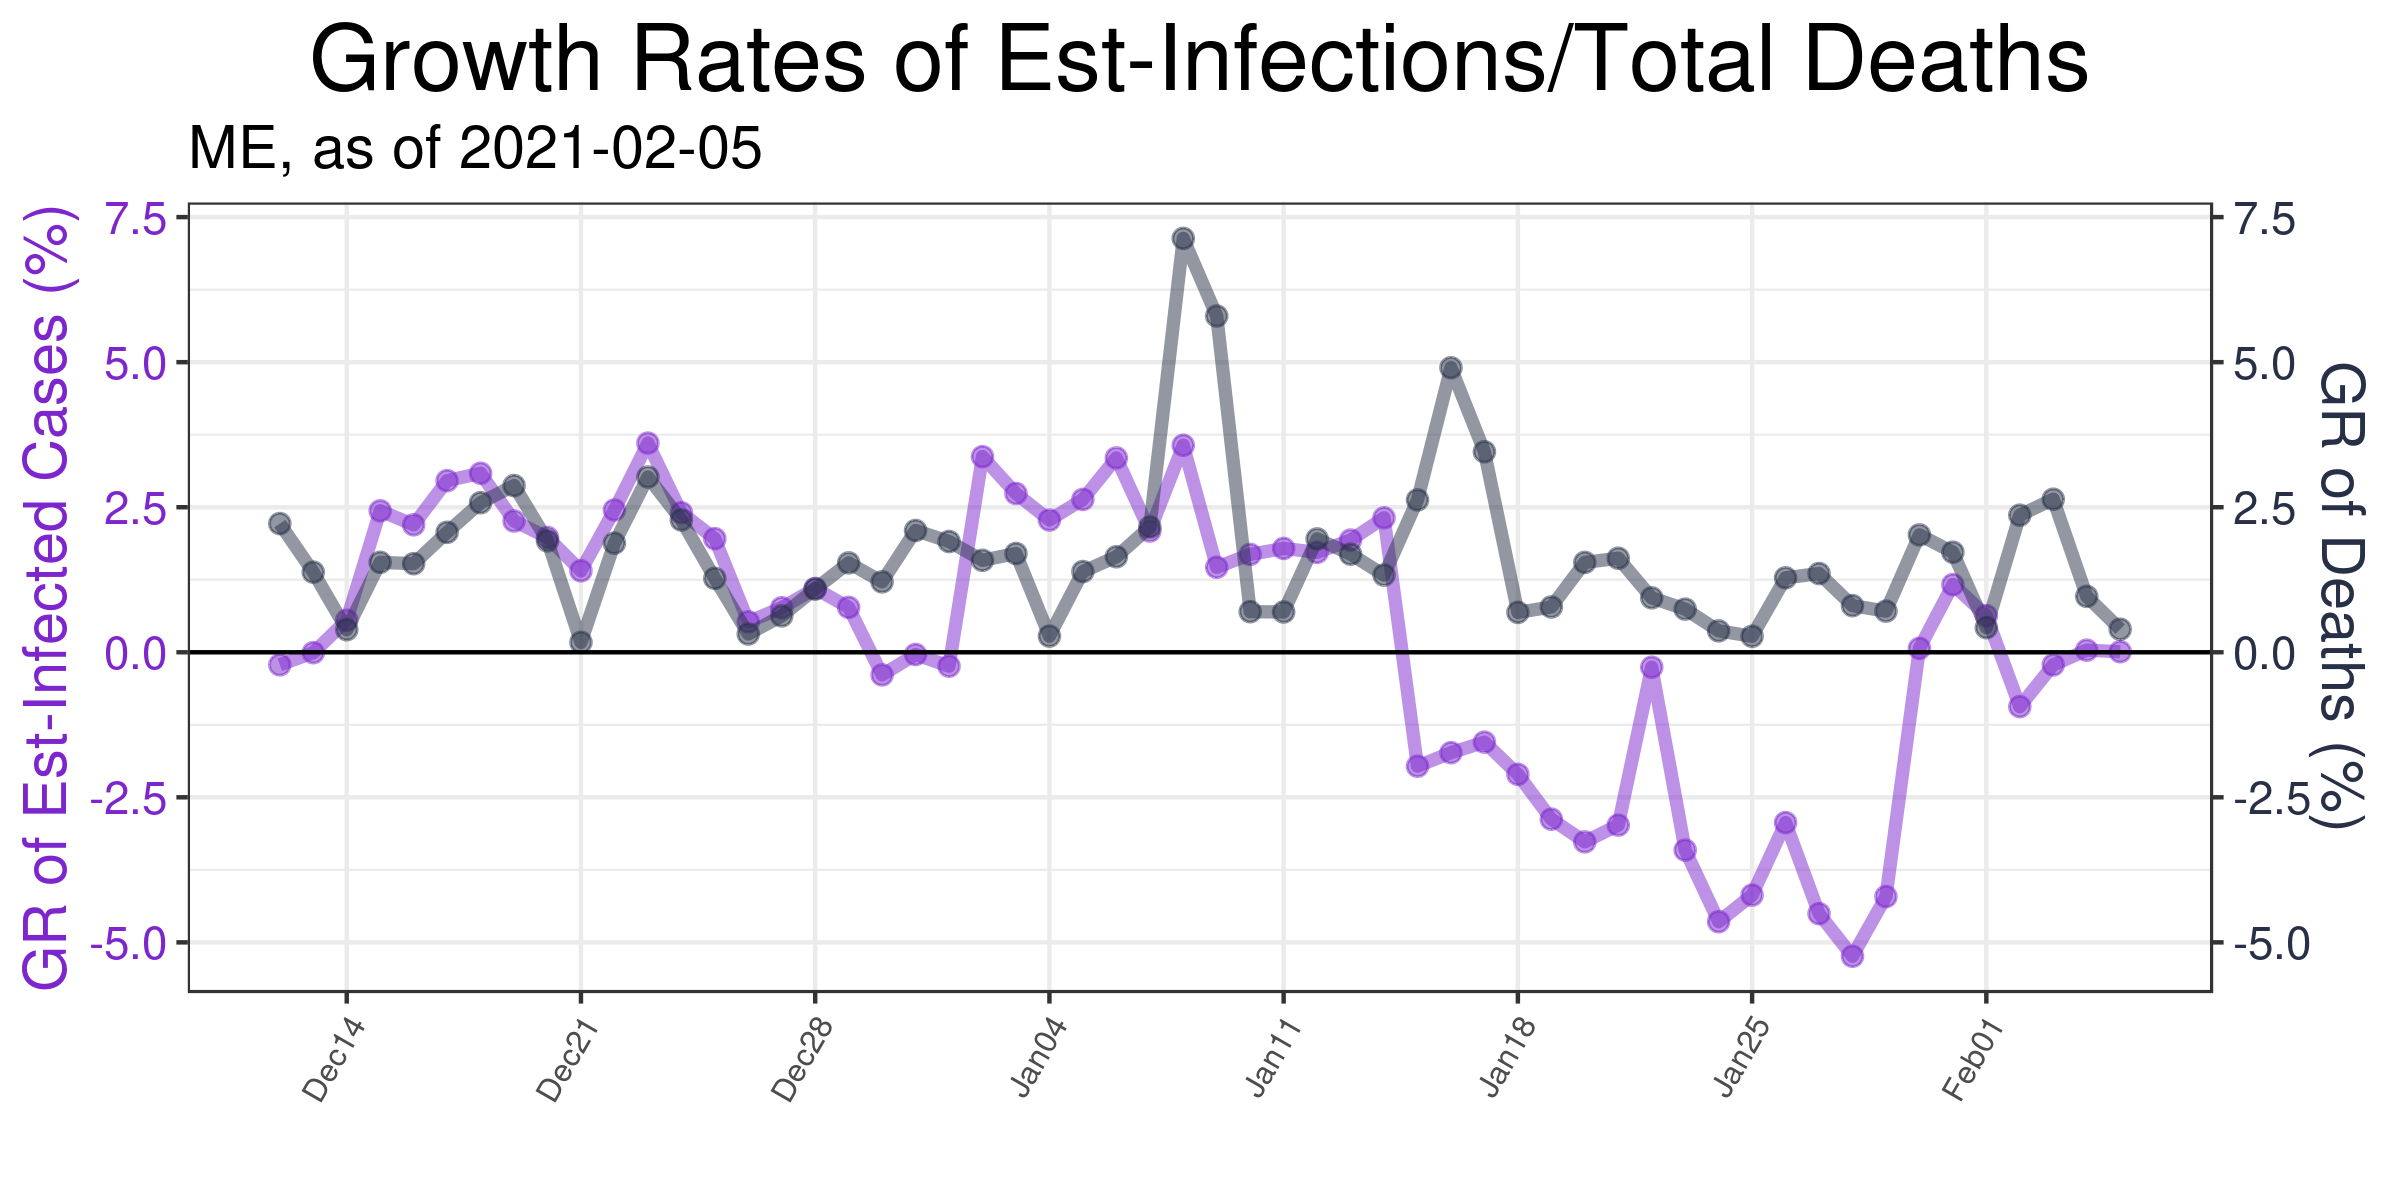 Growth Rates of Est-Infections/Total Deaths
ME, as of 2021-02-05
GR of Est-Infected Cases (%)
7.5
5.0
2.5
0.0
-2.5
-5.0
7.5
5.0
2.5
0.0
-2.5
-5.0
GR of Deaths (%)
Dec14
Dec21
Dec28
Jan04
Jan11
Jan18
Jan25
Feb01